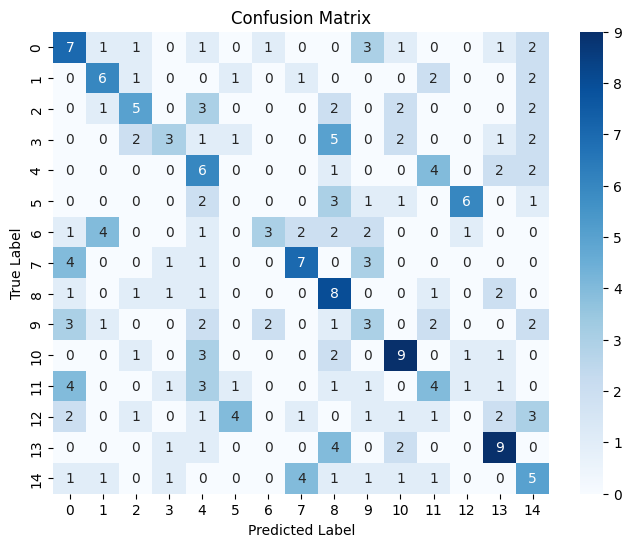 Confusion Matrix
0 7 1 1 0 1 0 1 0 0 3 1 0 0 1 2
1 0 6 1 0 0 1 0 1 0 0 0 2 0 0 2
2 0 1 5 0 3 0 0 0 2 0 2 0 0 0 2
3 0 0 2 3 1 1 0 0 5 0 2 0 0 1 2
4 0 0 0 0 6 0 0 0 1 0 0 4 0 2 2
5 0 0 0 0 2 0 0 0 3 1 1 0 6 0 1
6 1 4 0 0 1 0 3 2 2 2 0 0 1 0 0
7 4 0 0 1 1 0 0 7 0 3 0 0 0 0 0
8 1 0 1 1 1 0 0 0 8 0 0 1 0 2 0
9 3 1 0 0 2 0 2 0 1 3 0 2 0 0 2
10 0 0 1 0 3 0 0 0 2 0 9 0 1 1 0
11 4 0 0 1 3 1 0 0 1 1 0 4 1 1 0
12 2 0 1 0 1 4 0 1 0 1 1 1 0 2 3
13 0 0 0 1 1 0 0 0 4 0 2 0 0 9 0
14 1 1 0 1 0 0 0 4 1 1 1 1 0 0 5
0 1 2 3 4 5 6 7 8 9 10 11 12 13 14
Predicted Label
True Label
9
8
7
6
5
4
3
2
1
0